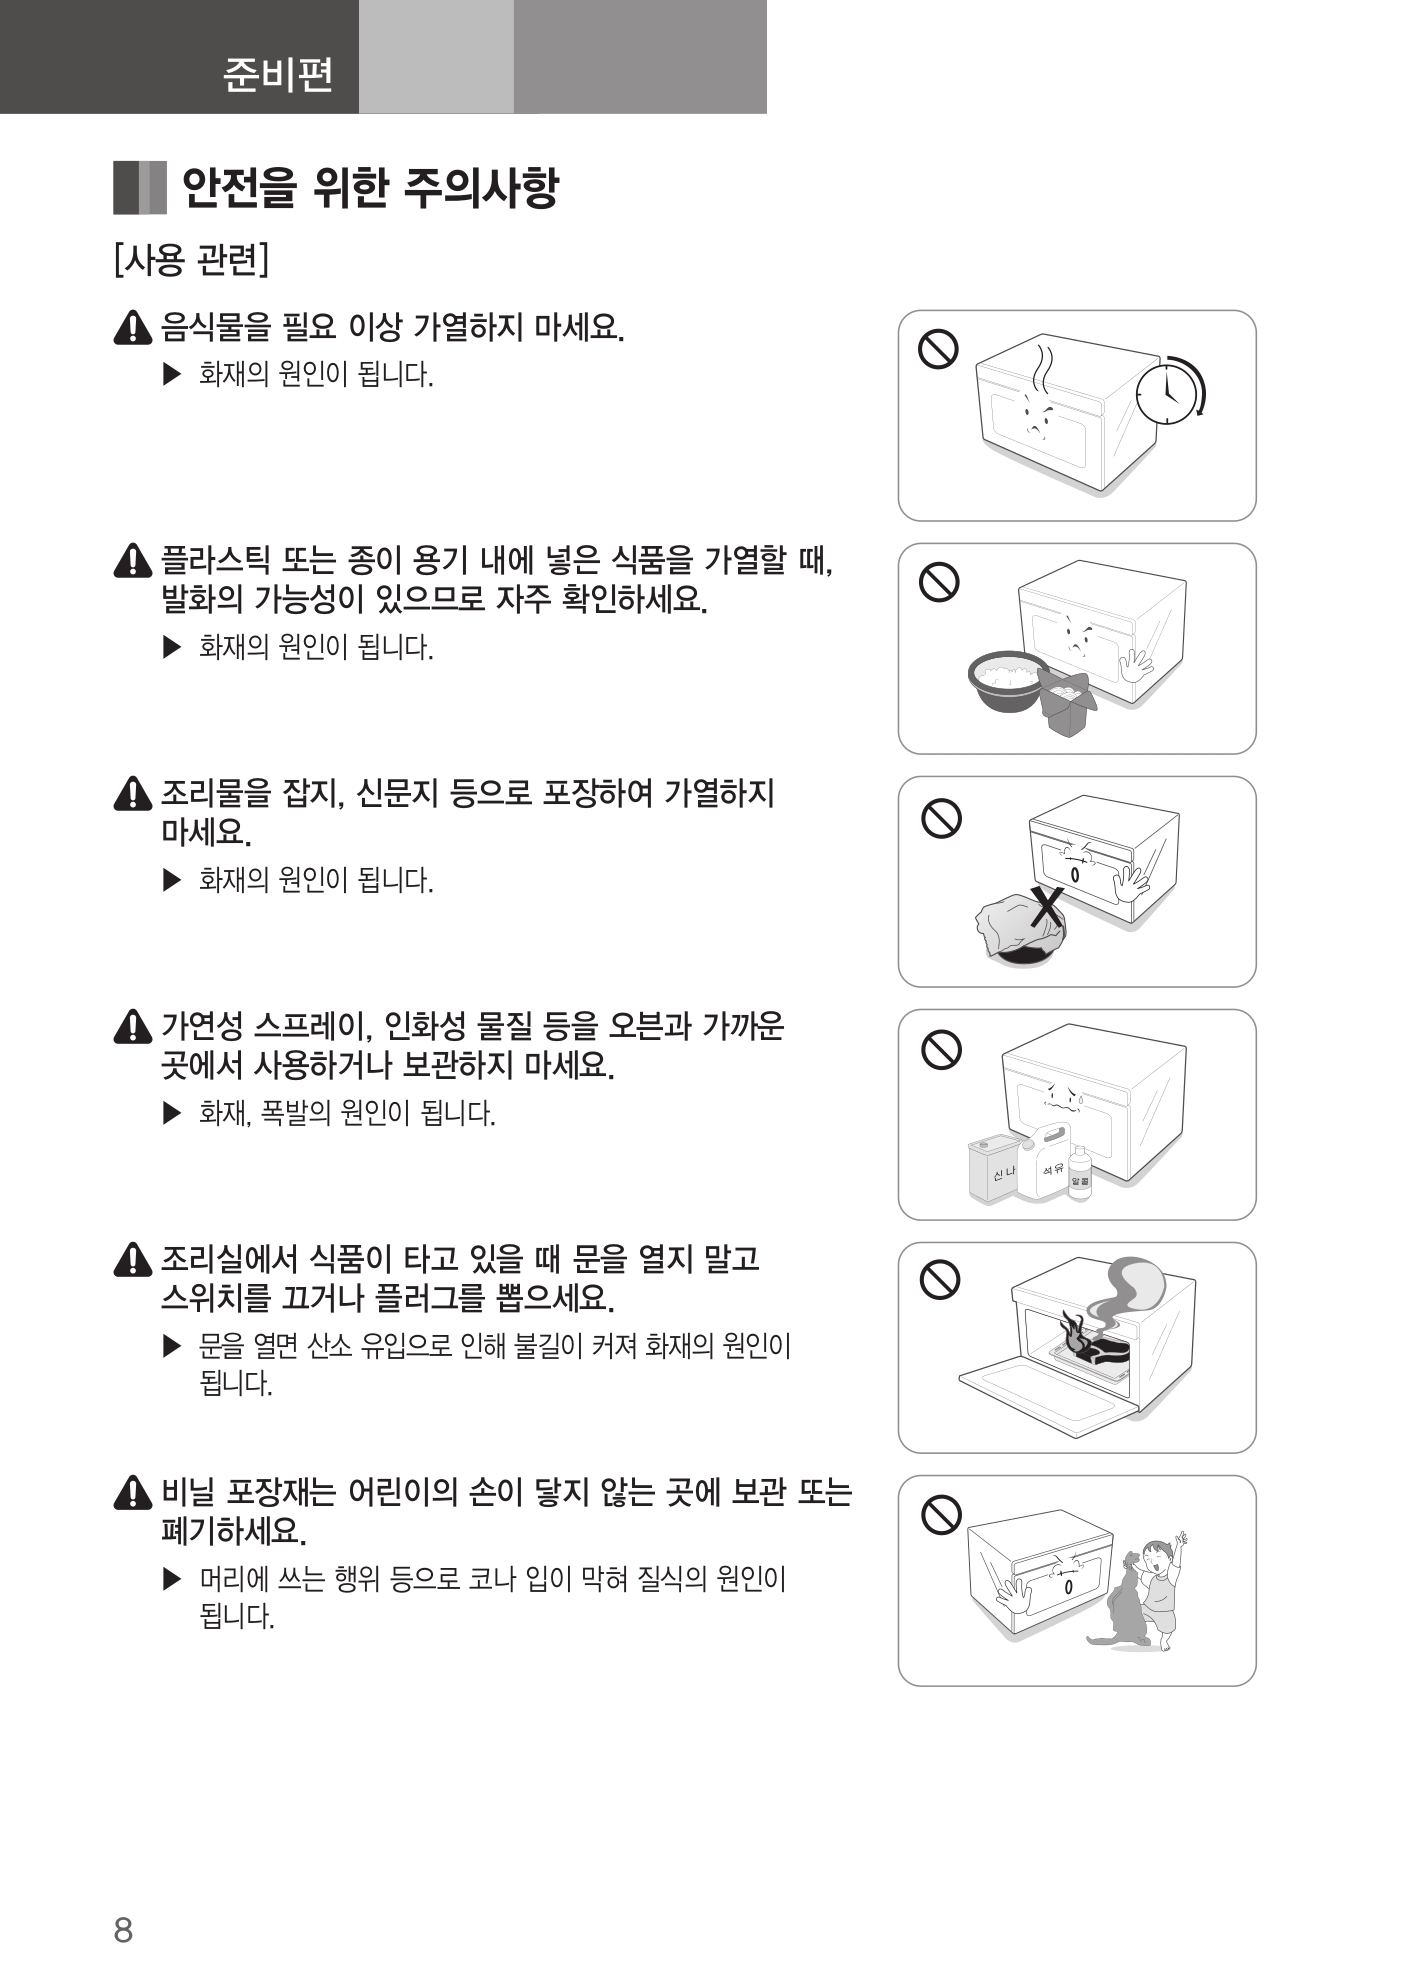 준비편
안전을 위한 주의사항
[사용 관련]
음식물을 필요 이상 가열하지 마세요.
▶ 화재의 원인이 됩니다.
플라스틱 또는 종이 용기 내에 넣은 식품을 가열할 때,
발화의 가능성이 있으므로 자주 확인하세요.
▶ 화재의 원인이 됩니다.
조리물을 잡지, 신문지 등으로 포장하여 가열하지
마세요.
▶ 화재의 원인이 됩니다.
X
가연성 스프레이, 인화성 물질 등을 오븐과 가까운
곳에서 사용하거나 보관하지 마세요.
▶ 화재, 폭발의 원인이 됩니다.
신나
석유
알콜
조리실에서 식품이 타고 있을 때 문을 열지 말고
스위치를 끄거나 플러그를 뽑으세요.
▶ 문을 열면 산소 유입으로 인해 불길이 커져 화재의 원인이
됩니다.
비닐 포장재는 어린이의 손이 닿지 않는 곳에 보관 또는
폐기하세요.
▶ 머리에 쓰는 행위 등으로 코나 입이 막혀 질식의 원인이
됩니다.
8